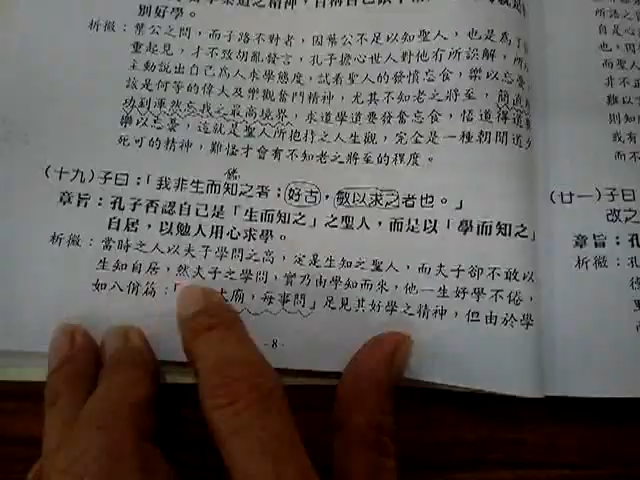 別好學。
析微：葉公之問，而子路不對者，因葉公不足以知聖人，也是為了
重起見，才不敢胡亂發言，孔子擔心世人對他有所誤解，所
主動說出自己為人求學態度，試看聖人的發憤忘食，樂以忘憂
該是何等的偉大及樂觀奮鬥精神，尤其不知老之將至，簡直
功到渾然忘我之最高境界，求道學道要發奮忘食，悟道得道
樂以忘憂，這就是聖人所抱持之人生觀，完全是一種朝聞道夕
死可的精神，難怪才會有不知老之將至的程度。
(十九)子曰：「我非生而知之者；好古，敏以求之者也。」
章旨：孔子否認自己是「生而知之」之聖人，而是以「學而知之」
自居，以勉人用心求學。
析微：當時之人以夫子學問之高，定是生知之聖人，而夫子卻不敢以
生知自居，然夫子之學問，實乃由學知而來，他一生好學不倦，
如八佾篇：「大廟，每事問」足見其好學之精神，但由於學
- 8 -
(廿一)子曰
改之
章旨：孔
析微：孔